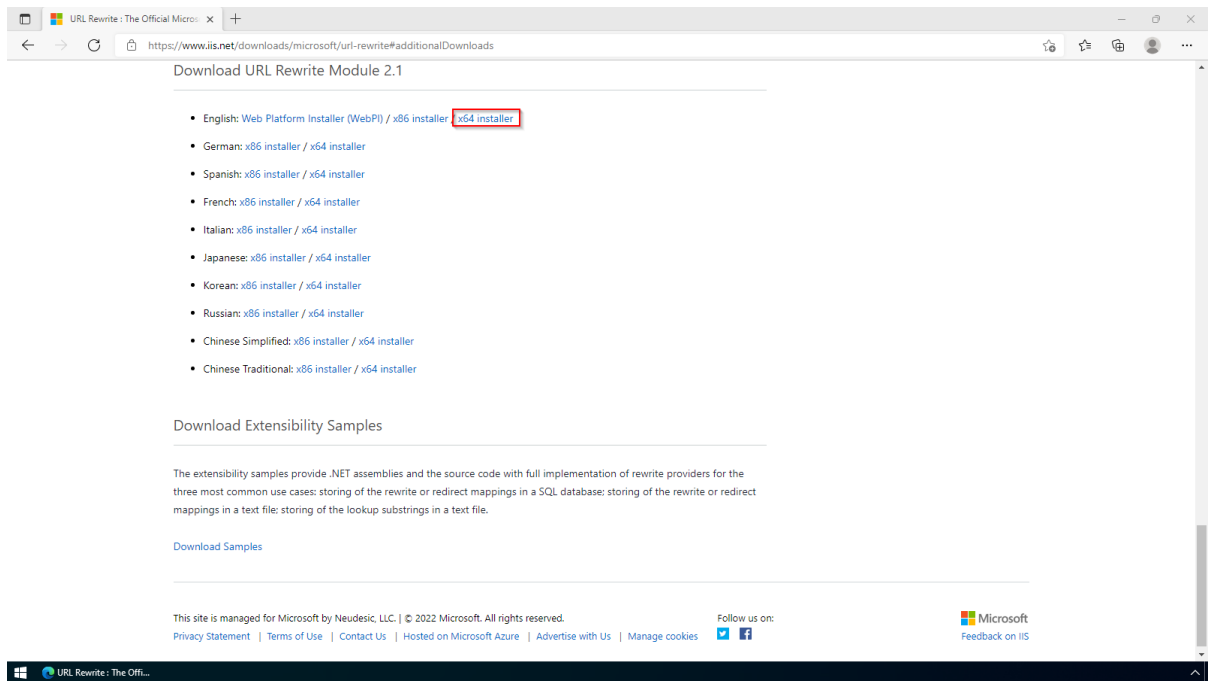 URL Rewrite : The Official Micros
https://www.iis.net/downloads/microsoft/url-rewrite#additionalDownloads
Download URL Rewrite Module 2.1
English: Web Platform Installer (WebPI) / x86 installer / x64 installer
German: x86 installer / x64 installer
Spanish: x86 installer / x64 installer
French: x86 installer / x64 installer
Italian: x86 installer / x64 installer
Japanese: x86 installer / x64 installer
Korean: x86 installer / x64 installer
Russian: x86 installer / x64 installer
Chinese Simplified: x86 installer / x64 installer
Chinese Traditional: x86 installer / x64 installer
Download Extensibility Samples
The extensibility samples provide .NET assemblies and the source code with full implementation of rewrite providers for the
three most common use cases: storing of the rewrite or redirect mappings in a SQL database; storing of the rewrite or redirect
mappings in a text file; storing of the lookup substrings in a text file.
Download Samples
This site is managed for Microsoft by Neudesic, LLC. | © 2022 Microsoft. All rights reserved.
Privacy Statement | Terms of Use | Contact Us | Hosted on Microsoft Azure | Advertise with Us | Manage cookies
Follow us on:
Microsoft
Feedback on IIS
URL Rewrite : The Offi...